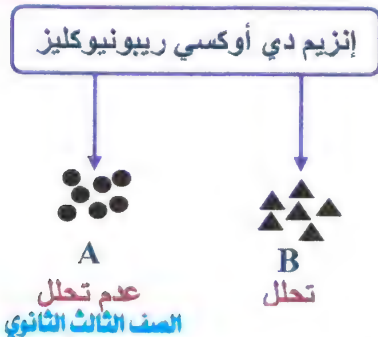 إنزيم دي أوكسي ريبونيوكليز
A
B
عدم تحلل
تحلل
الصف الثالث الثانوي